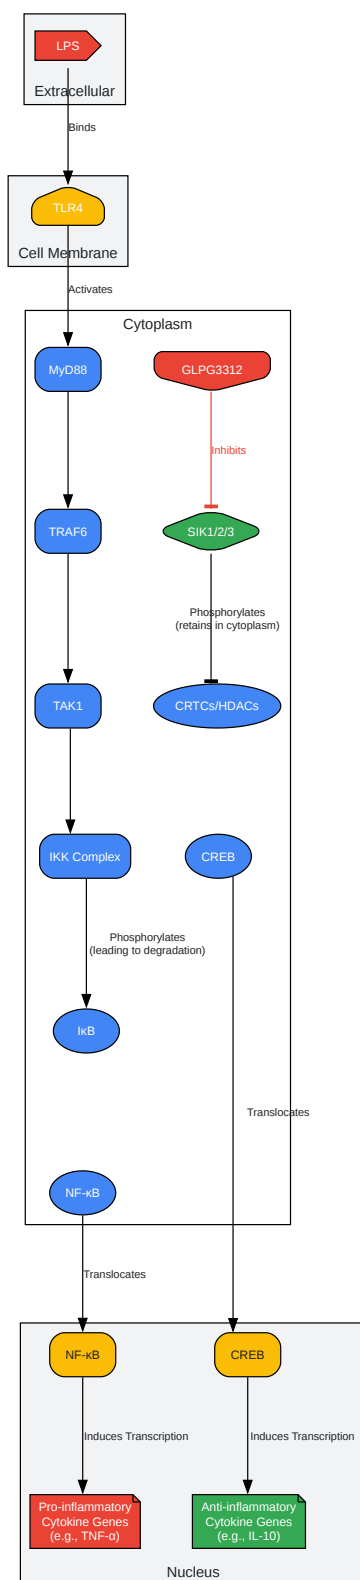 LPS
Extracellular
Binds
TLR4
Cell Membrane
Activates
Cytoplasm
MyD88
GLPG3312
Inhibits
TRAF6
SIK1/2/3
Phosphorylates
(retains in cytoplasm)
TAK1
CRTCs/HDACs
IKK Complex
CREB
Phosphorylates
(leading to degradation)
IκB
Translocates
NF-κB
Translocates
NF-κB
CREB
Induces Transcription
Induces Transcription
Pro-inflammatory
Cytokine Genes
(e.g., TNF-α)
Anti-inflammatory
Cytokine Genes
(e.g., IL-10)
Nucleus